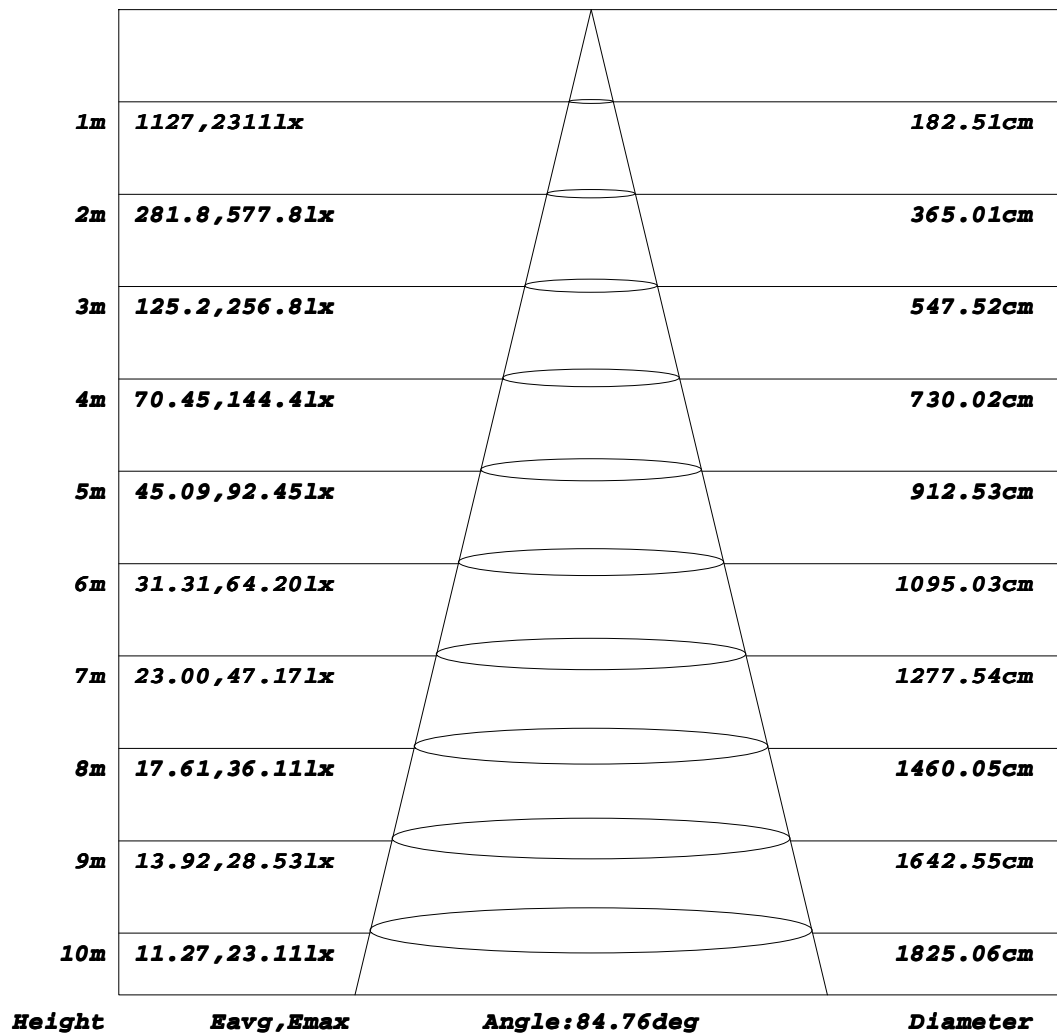 1m 1127,2311lx 182.51cm
2m 281.8,577.8lx 365.01cm
3m 125.2,256.8lx 547.52cm
4m 70.45,144.4lx 730.02cm
5m 45.09,92.45lx 912.53cm
6m 31.31,64.20lx 1095.03cm
7m 23.00,47.17lx 1277.54cm
8m 17.61,36.11lx 1460.05cm
9m 13.92,28.53lx 1642.55cm
10m 11.27,23.11lx 1825.06cm
Height Eavg,Emax Angle:84.76deg Diameter